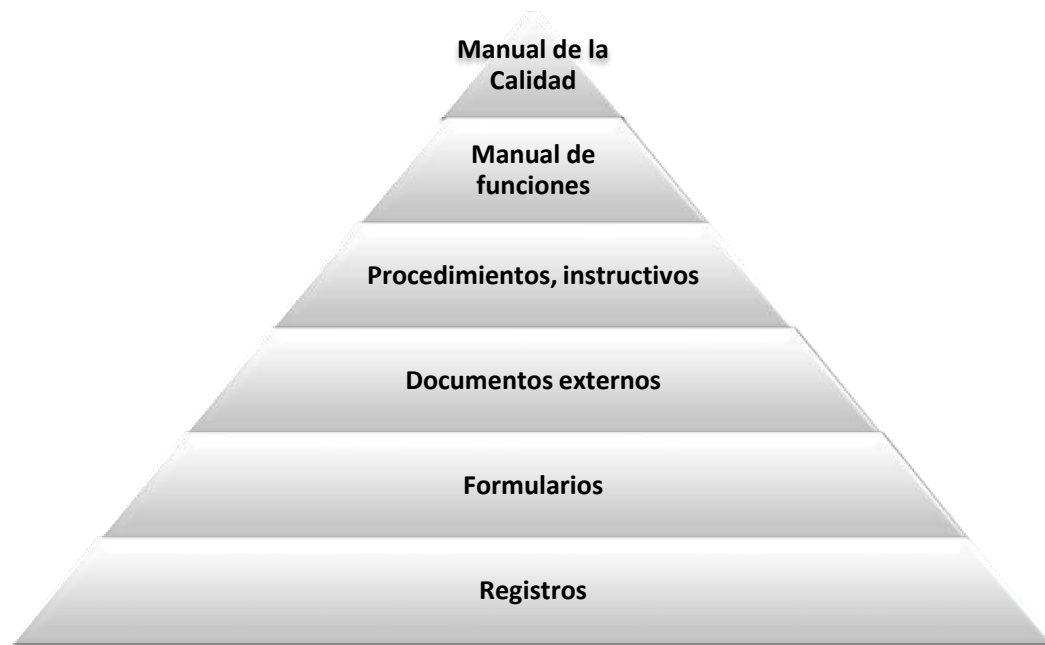 Manual de la
Calidad
Manual de
funciones
Procedimientos, instructivos
Documentos externos
Formularios
Registros